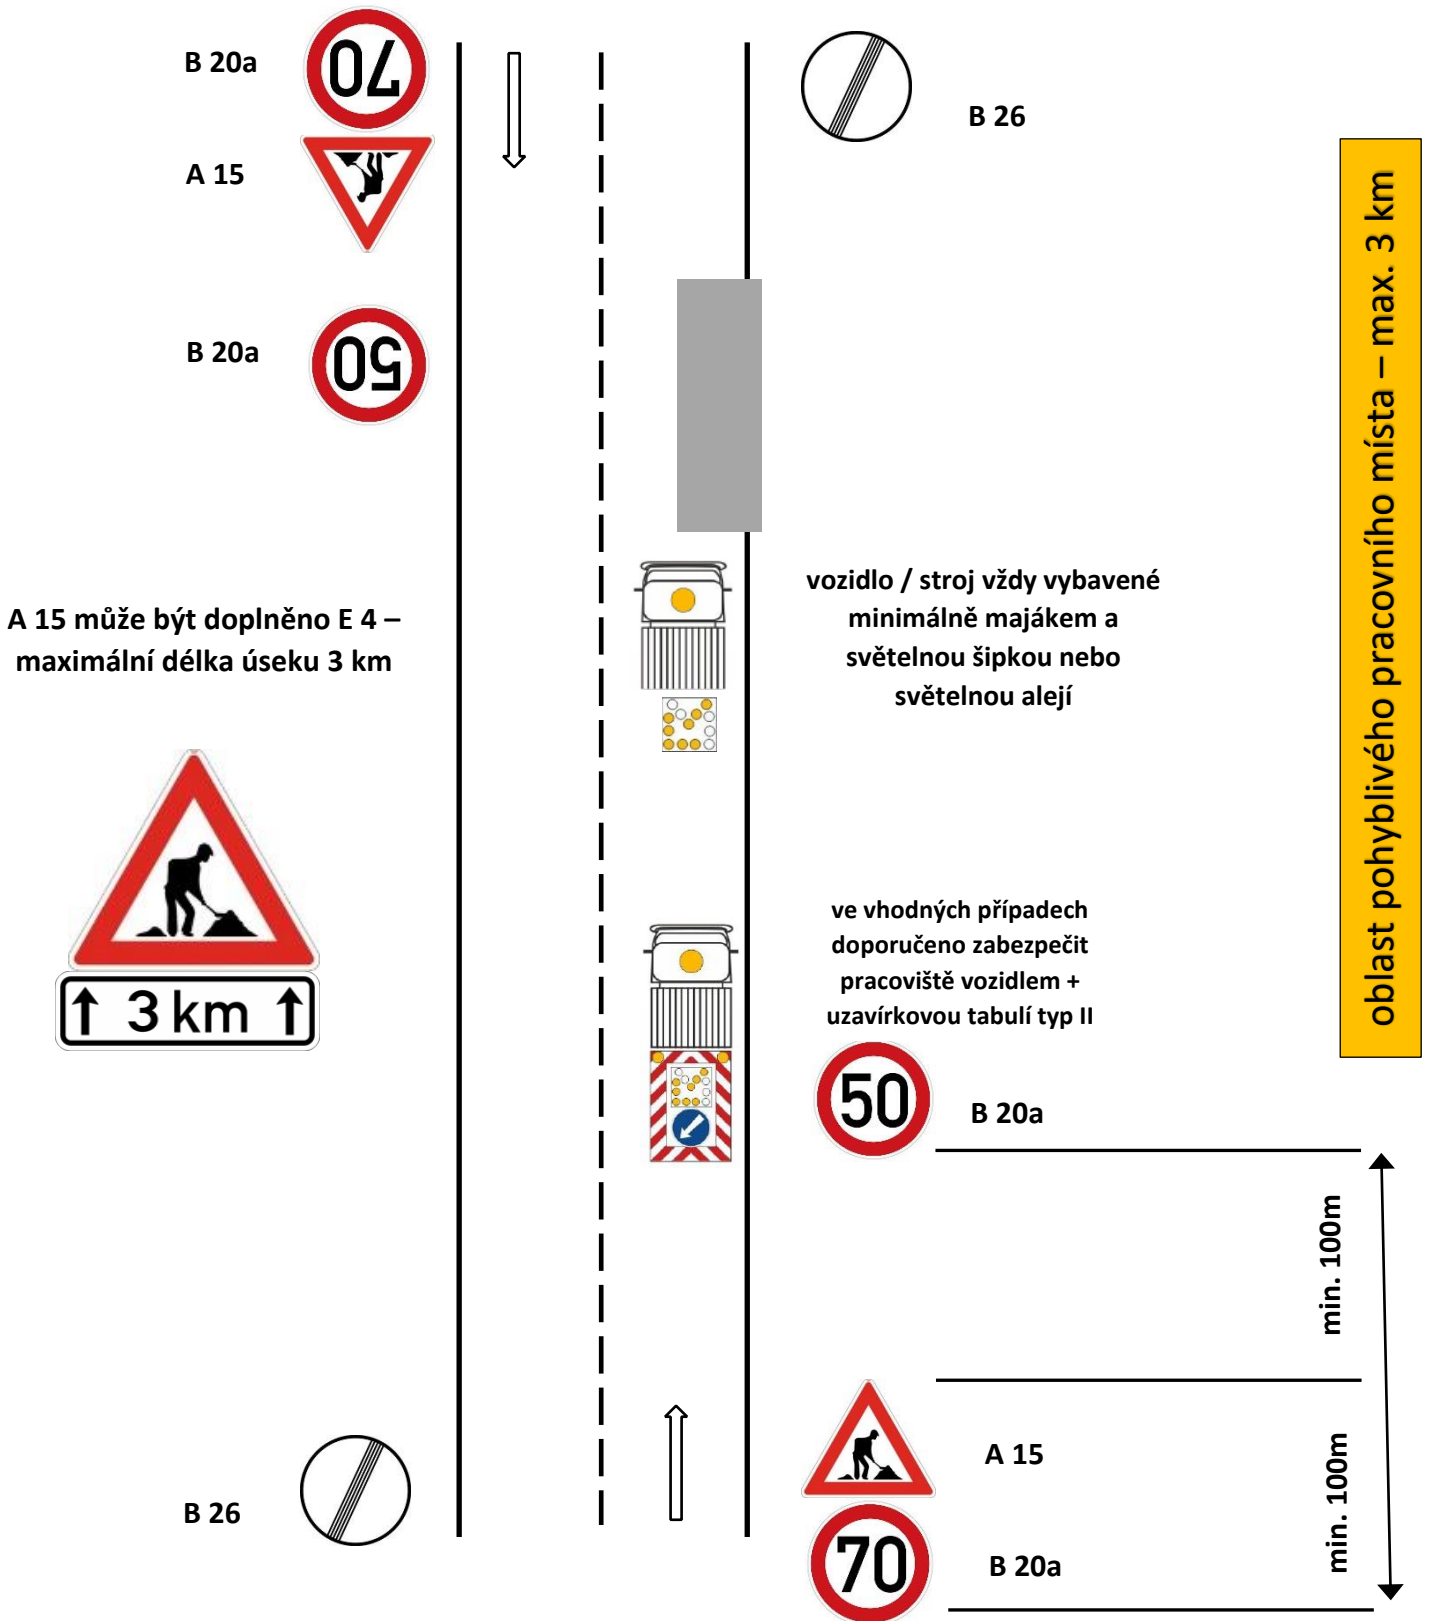 B 20a
70
B 26
A 15
B 20a
50
oblast pohyblivého pracovního místa – max. 3 km
A 15 může být doplněno E 4 –
maximální délka úseku 3 km
vozidlo / stroj vždy vybavené
minimálně majákem a
světelnou šipkou nebo
světelnou alejí
3 km
ve vhodných případech
doporučeno zabezpečit
pracoviště vozidlem +
uzavírkovou tabulí typ II
50
B 20a
min. 100m
A 15
min. 100m
B 26
70
B 20a